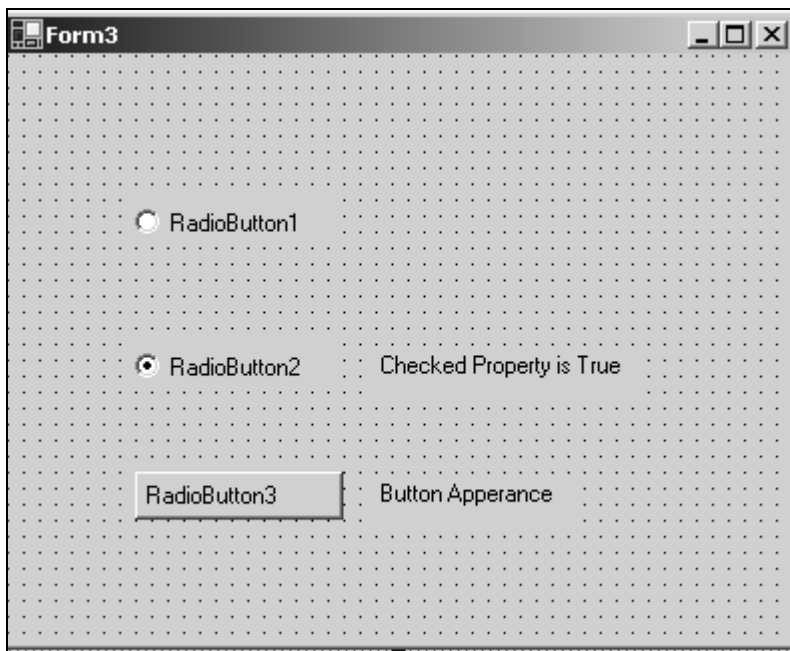 Form3
RadioButton1
RadioButton2 Checked Property is True
RadioButton3 Button Apperance